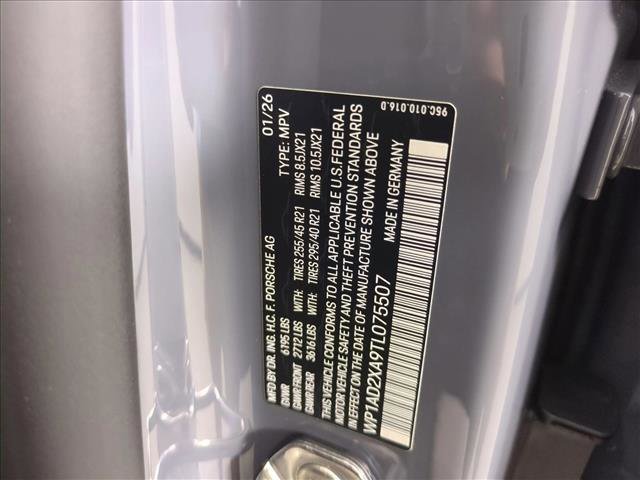 MFD BY DR. ING. H.C. F. PORSCHE AG 01/26
GVWR 6195 LBS TYPE: MPV
GAWR FRONT 2712 LBS WITH: TIRES 255/45 R21 RIMS 8.5JX21
GAWR REAR 3616 LBS WITH: TIRES 295/40 R21 RIMS 10.5JX21
THIS VEHICLE CONFORMS TO ALL APPLICABLE U.S. FEDERAL
MOTOR VEHICLE SAFETY AND THEFT PREVENTION STANDARDS
IN EFFECT ON THE DATE OF MANUFACTURE SHOWN ABOVE
WP1AD2XA9TL075507 MADE IN GERMANY
95C.010.016.D